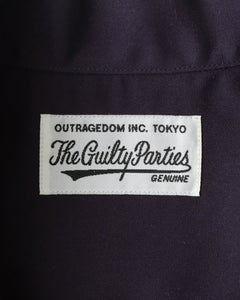 OUTRAGEDOM INC. TOKYO
The Guilty Parties
GENUINE